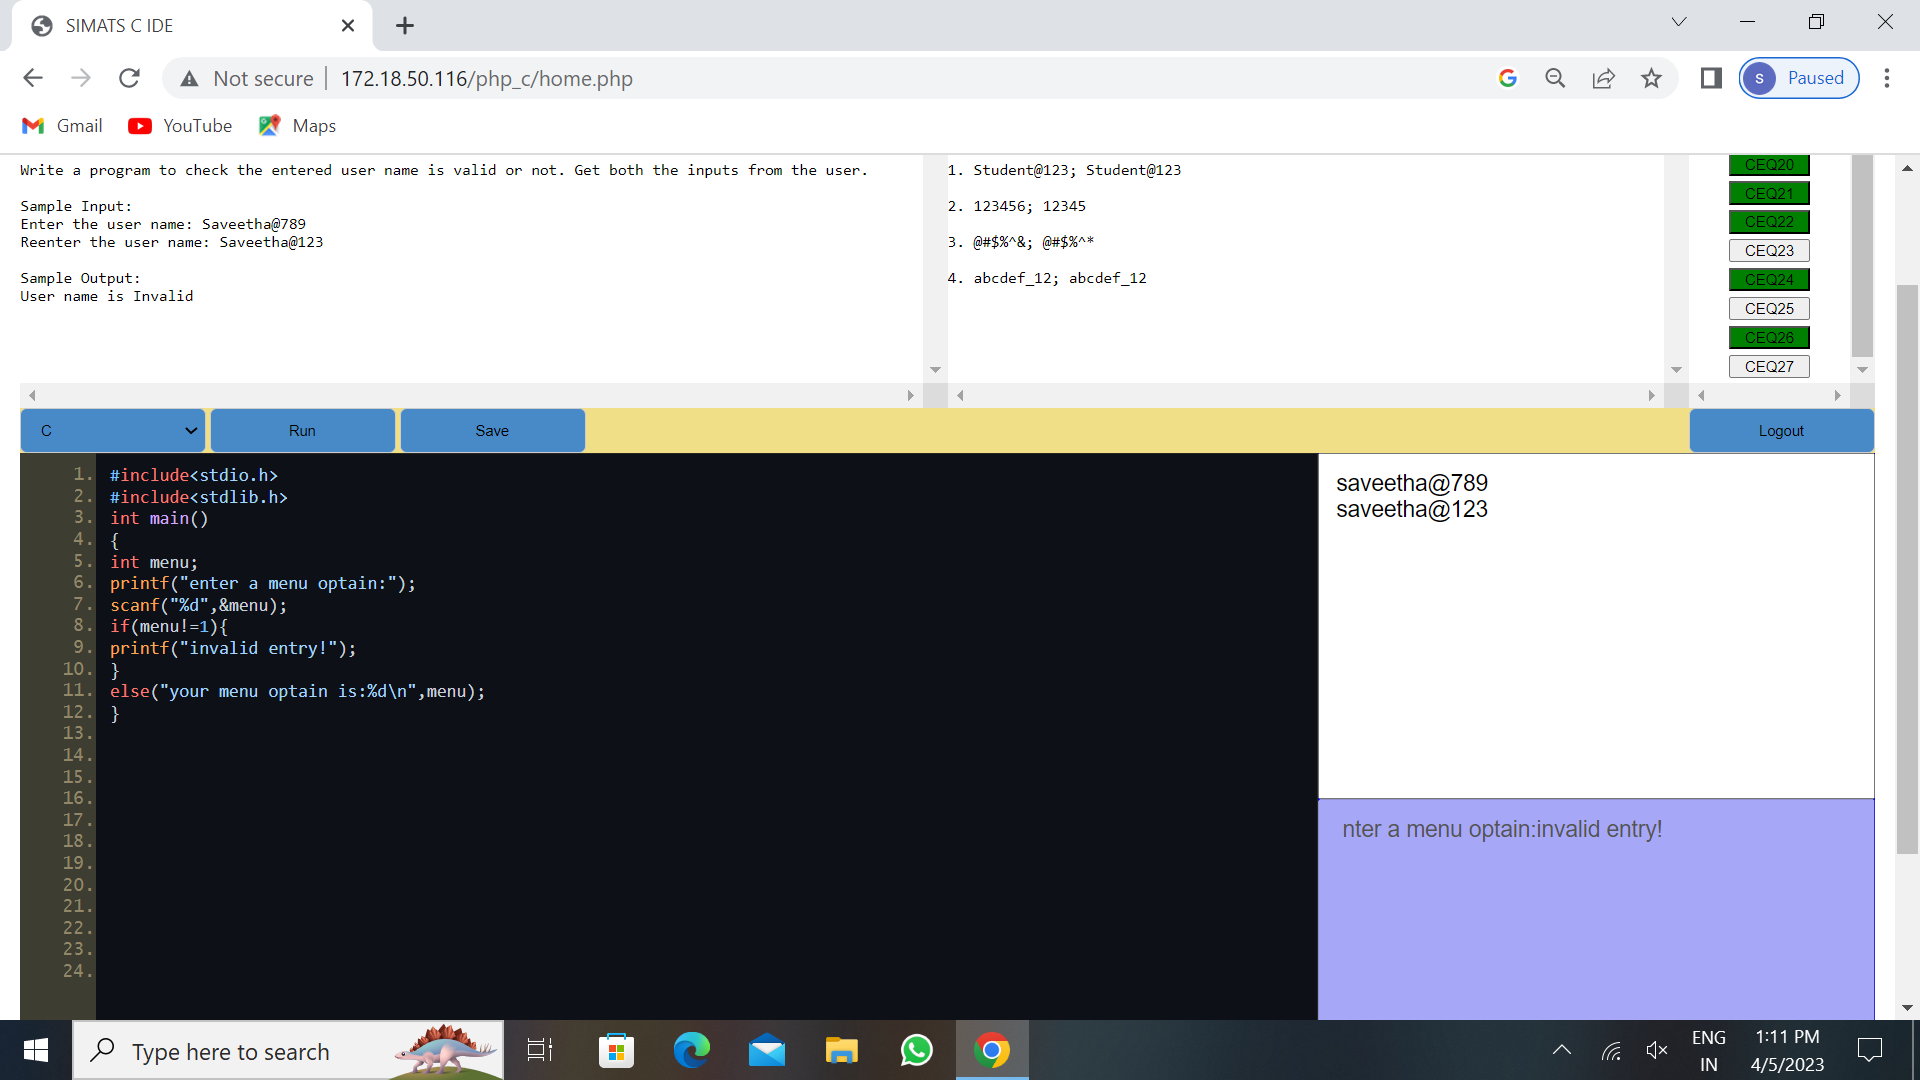 SIMATS C IDE
Not secure
172.18.50.116/php_c/home.php
G
s
Paused
Gmail
YouTube
Maps
Write a program to check the entered user name is valid or not. Get both the inputs from the user.
Sample Input:
Enter the user name: Saveetha@789
Reenter the user name: Saveetha@123
Sample Output:
User name is Invalid
1. Student@123; Student@123
2. 123456; 12345
3. @#$%^&; @#$%^*
4. abcdef_12; abcdef_12
CEQ20
CEQ21
CEQ22
CEQ23
CEQ24
CEQ25
CEQ26
CEQ27
C
Run
Save
Logout
1. #include<stdio.h>
2. #include<stdlib.h>
3. int main()
4. {
5. int menu;
6. printf("enter a menu optain:");
7. scanf("%d",&menu);
8. if(menu!=1){
9. printf("invalid entry!");
10. }
11. else("your menu optain is:%d\n",menu);
12. }
13.
14.
15.
16.
17.
18.
19.
20.
21.
22.
23.
24.
saveetha@789
saveetha@123
nter a menu optain:invalid entry!
Type here to search
ENG
IN
1:11 PM
4/5/2023